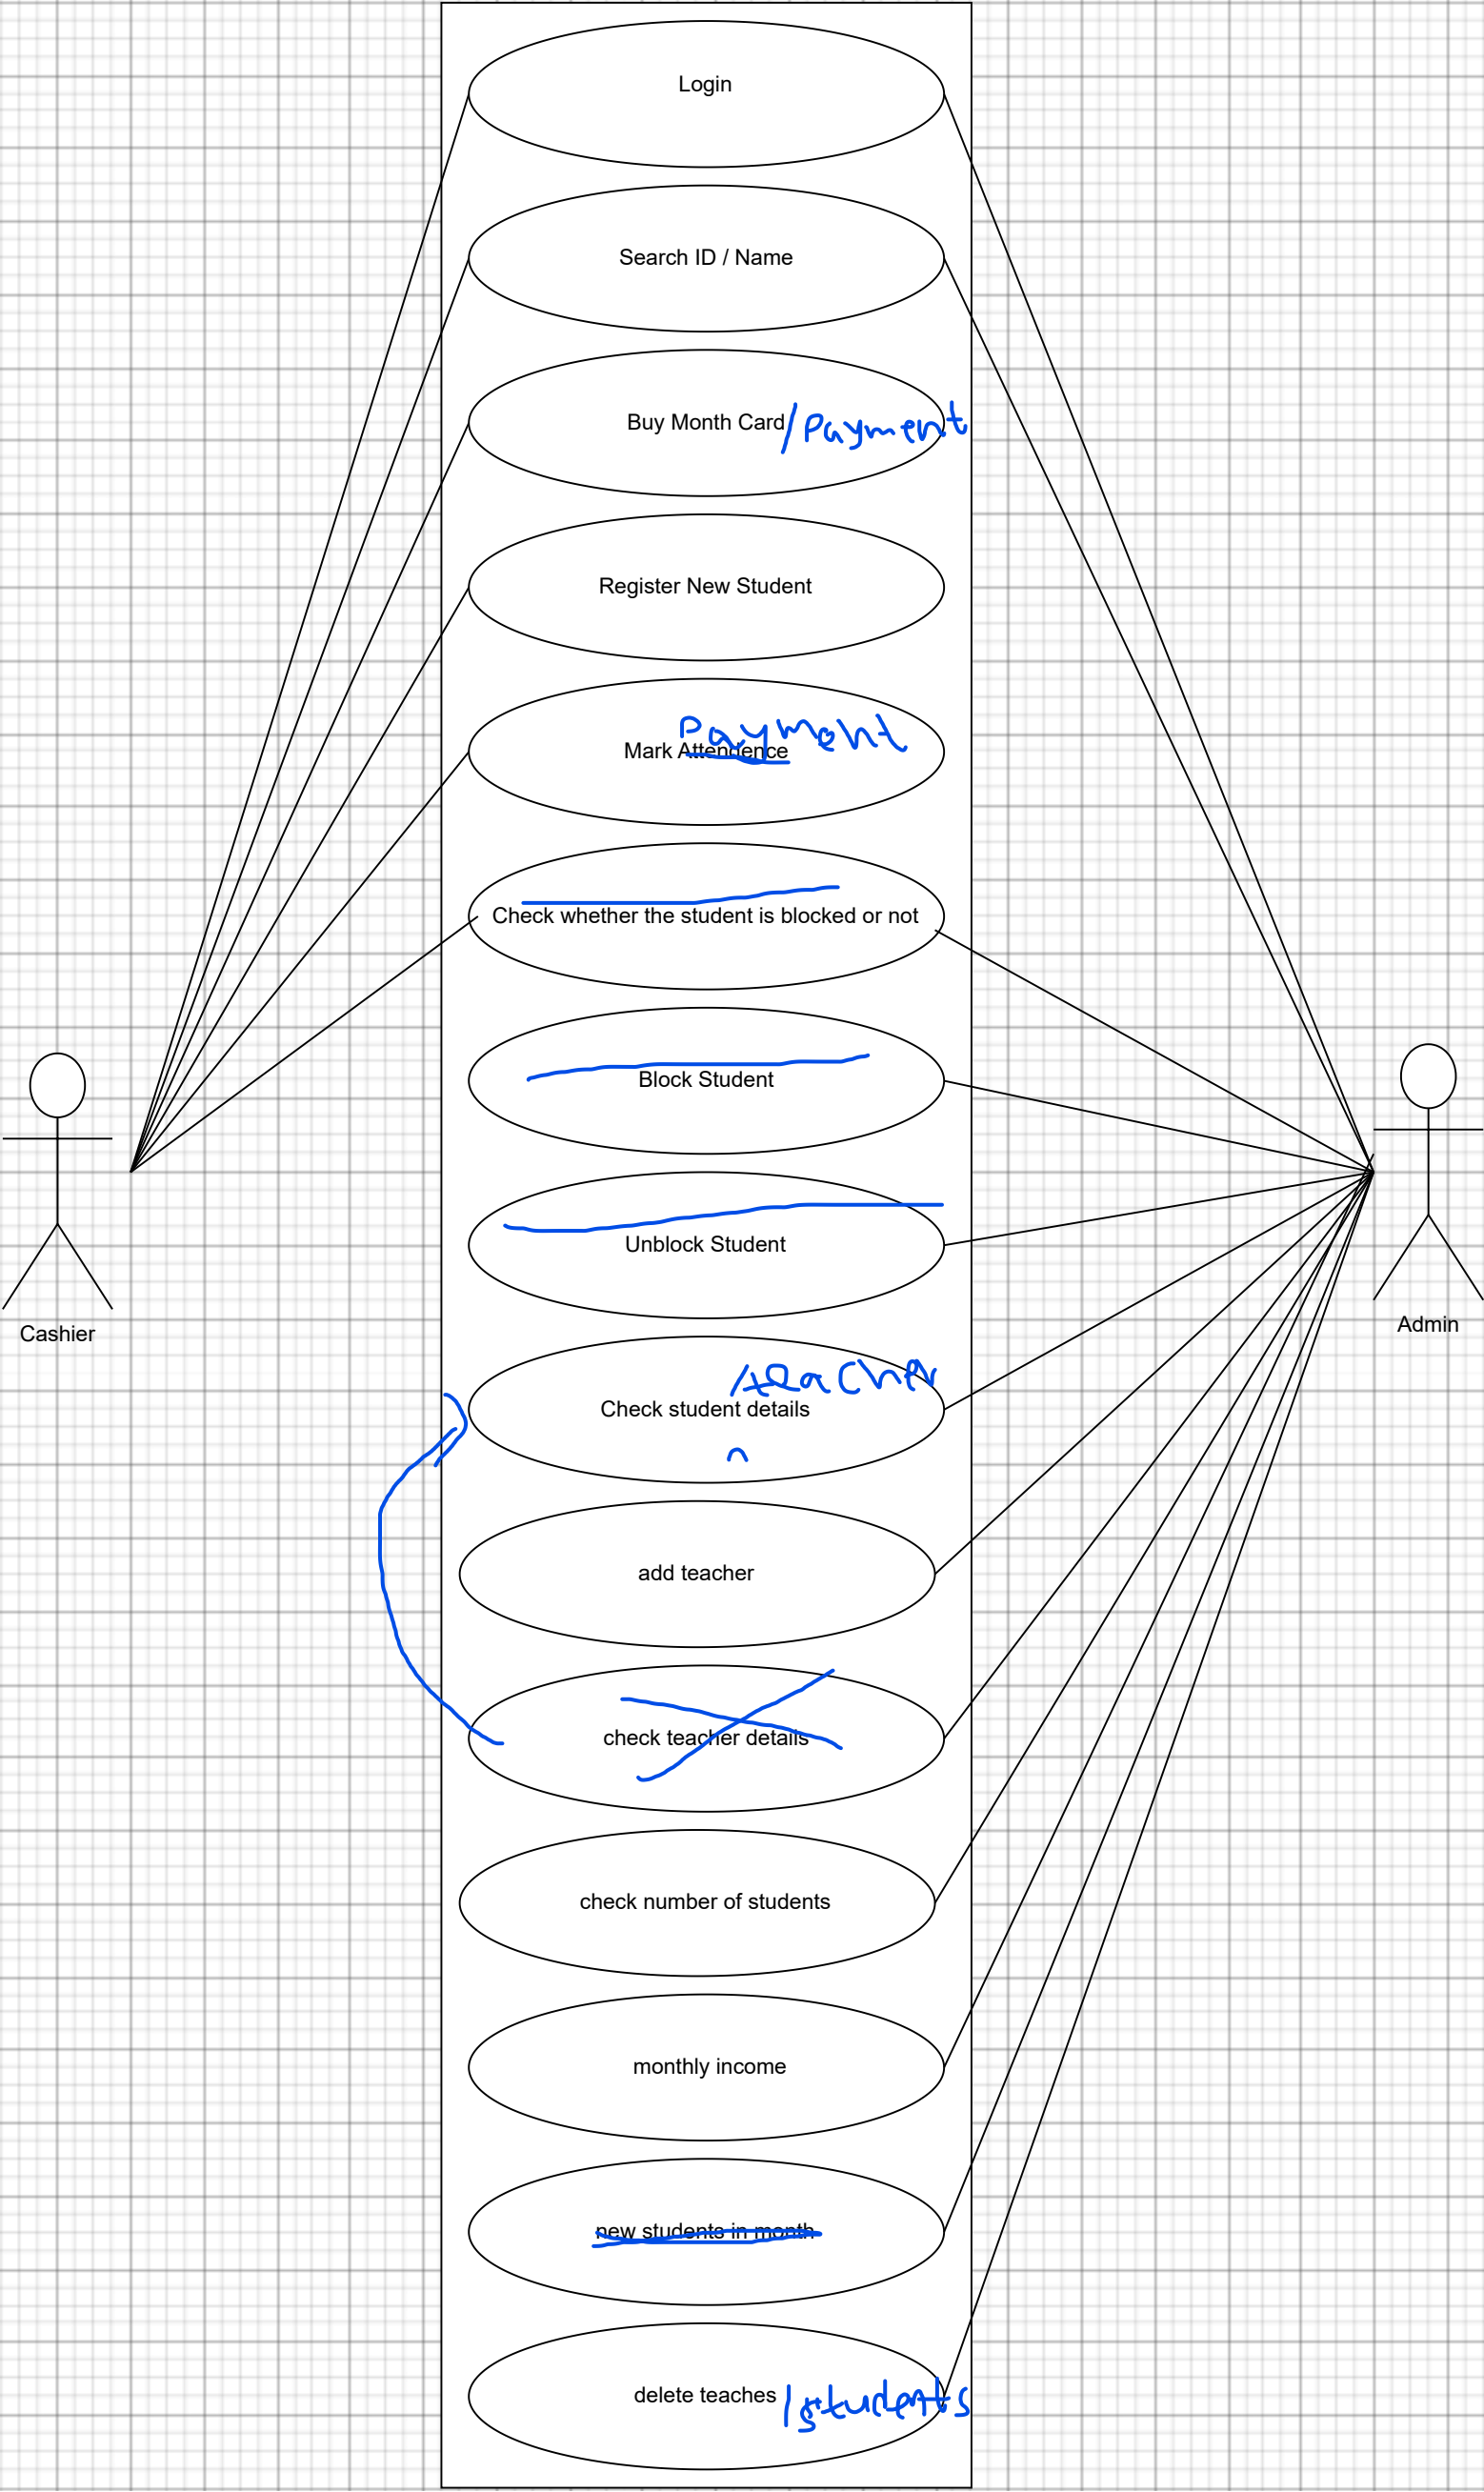 Login
Search ID / Name
Buy Month Card /Payment
Register New Student
Payment
Mark Attendence
Check whether the student is blocked or not
Block Student
Unblock Student
Cashier
Admin
/teacher
Check student details
add teacher
check teacher details
check number of students
monthly income
new students in month
delete teaches /students